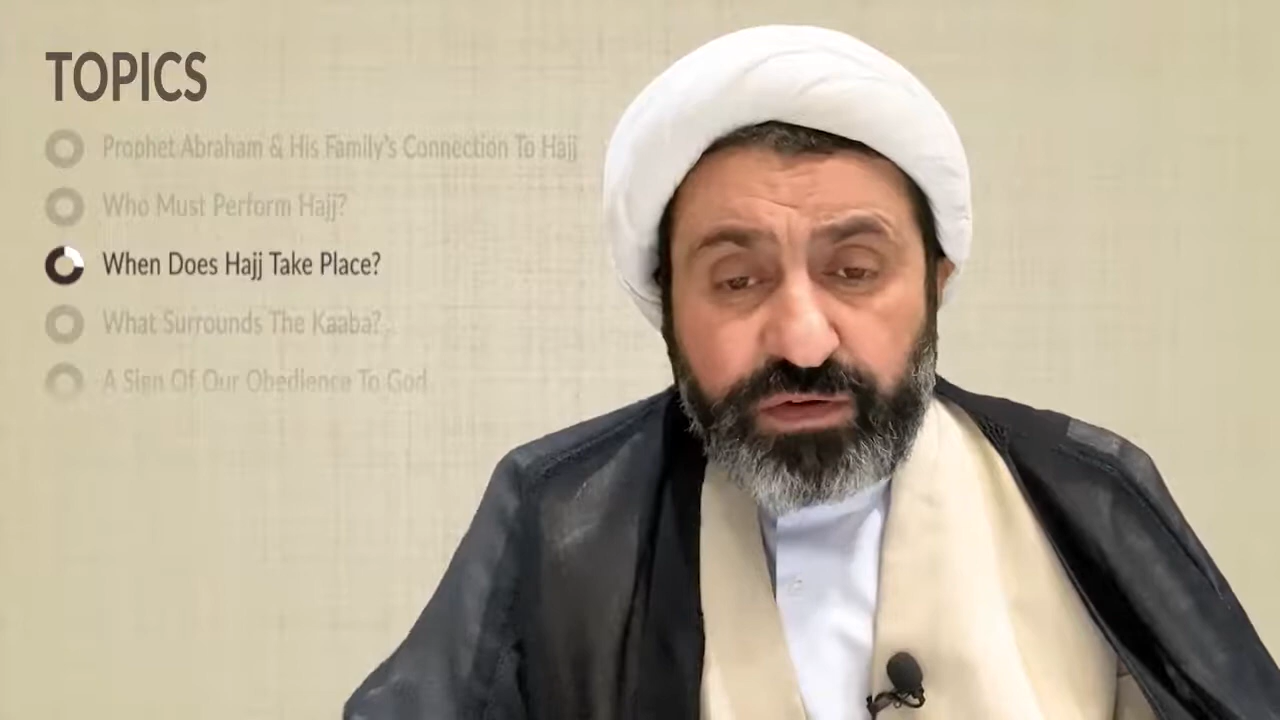 TOPICS
Prophet Abraham & His Family's Connection To Hajj
Who Must Perform Hajj?
When Does Hajj Take Place?
What Surrounds The Kaaba?
A Sign Of Our Obedience To God